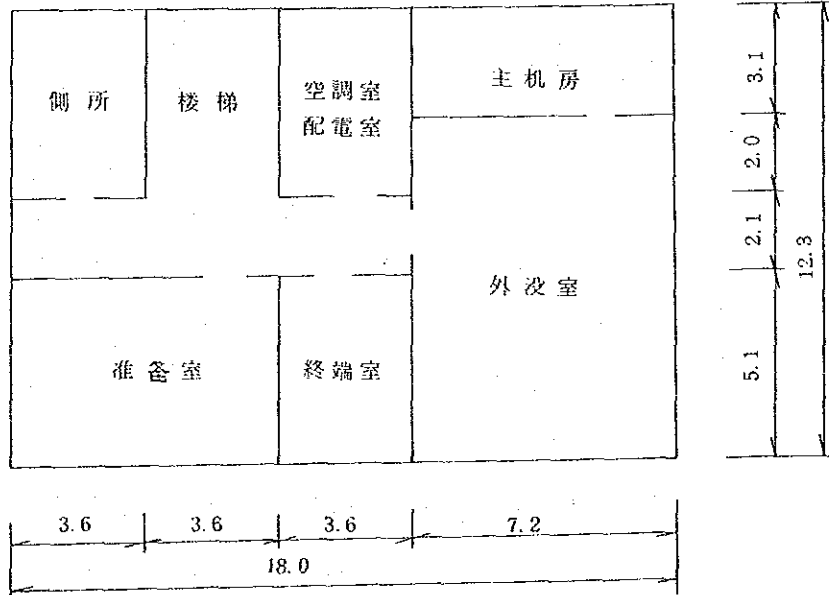 側所
楼梯
空調室
配電室
主机房
外没室
准备室
終端室
3.1
2.0
2.1
5.1
12.3
3.6
3.6
3.6
7.2
18.0